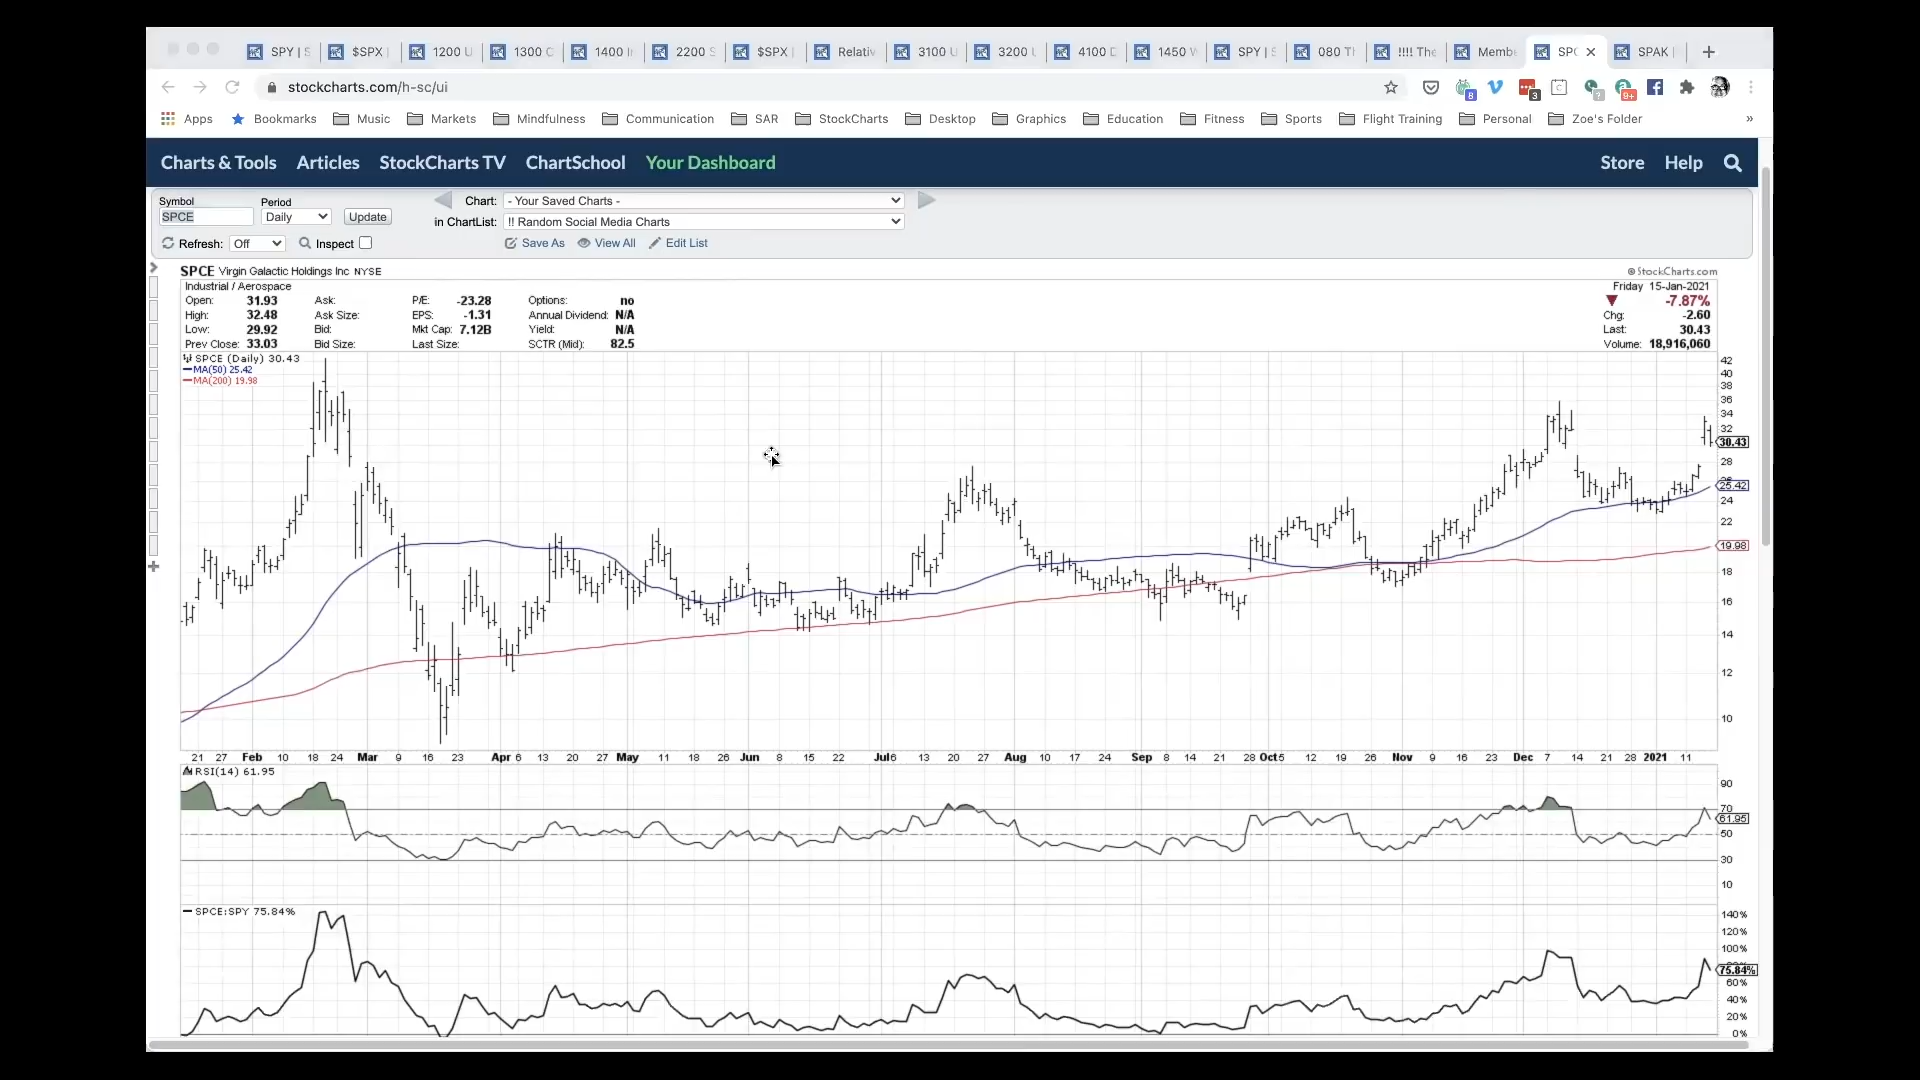 SPY | S $SPX | 1200 U 1300 C 1400 In 2200 S $SPX | Relativ 3100 U 3200 U 4100 D 1450 W SPY | S 080 TI !!!! The Membe SPC SPAK |
stockcharts.com/h-sc/ui
8 3 ? 9+
Apps Bookmarks Music Markets Mindfulness Communication SAR StockCharts Desktop Graphics Education Fitness Sports Flight Training Personal Zoe's Folder »
Charts & Tools Articles StockCharts TV ChartSchool Your Dashboard Store Help
Symbol Period Chart: - Your Saved Charts -
SPCE Daily Update in ChartList: !! Random Social Media Charts
Refresh: Off Inspect Save As View All Edit List
SPCE Virgin Galactic Holdings Inc NYSE © StockCharts.com
Industrial / Aerospace Friday 15-Jan-2021
Open: 31.93 Ask: P/E: -23.28 Options: no -7.87%
High: 32.48 Ask Size: EPS: -1.31 Annual Dividend: N/A Chg: -2.60
Low: 29.92 Bid: Mkt Cap: 7.12B Yield: N/A Last: 30.43
Prev Close: 33.03 Bid Size: Last Size: SCTR (Mid): 82.5 Volume: 18,916,060
SPCE (Daily) 30.43
MA(50) 25.42
MA(200) 19.98
42
40
38
36
34
32
30.43
28
25.42
24
22
19.98
18
16
14
12
10
21 27 Feb 10 18 24 Mar 9 16 23 Apr 6 13 20 27 May 11 18 26 Jun 8 15 22 Jul 6 13 20 27 Aug 10 17 24 Sep 8 14 21 28 Oct 5 12 19 26 Nov 9 16 23 Dec 7 14 21 28 2021 11
RSI(14) 61.95
90
70
61.95
50
30
10
SPCE:SPY 75.84%
140%
120%
100%
75.84%
60%
40%
20%
0%